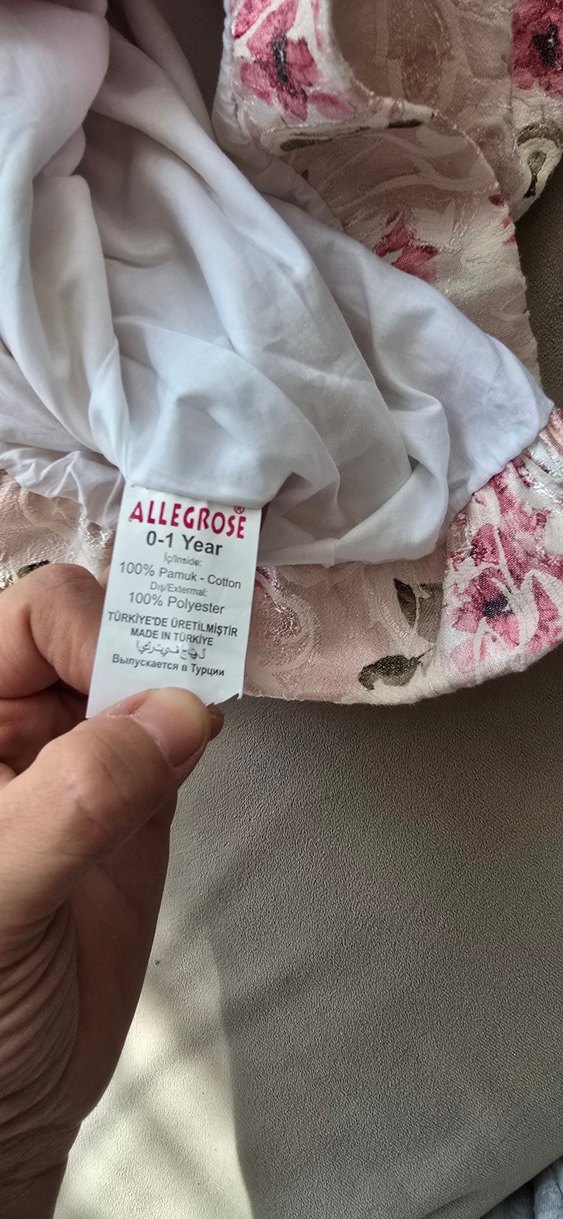 ALLEGROSE®
0-1 Year
İç/Inside:
100% Pamuk - Cotton
Dış/External:
100% Polyester
TÜRKİYE'DE ÜRETİLMİŞTİR
MADE IN TÜRKİYE
Выпускается в Турции